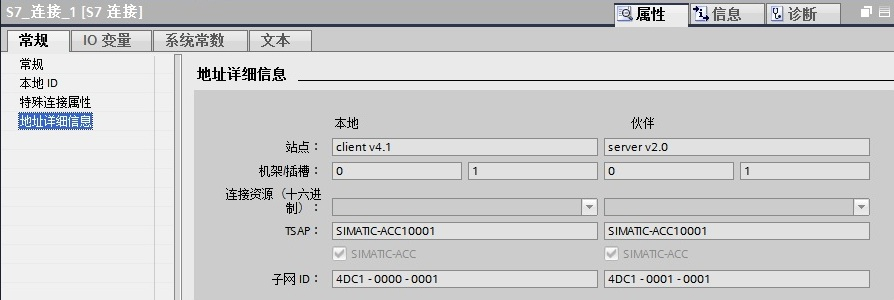 S7_连接_1 [S7 连接]
属性 信息 诊断
常规 IO 变量 系统常数 文本
常规
本地 ID
特殊连接属性
地址详细信息
地址详细信息
本地 伙伴
站点： client v4.1 server v2.0
机架/插槽： 0 1 0 1
连接资源（十六进
制）：
TSAP： SIMATIC-ACC10001 SIMATIC-ACC10001
SIMATIC-ACC SIMATIC-ACC
子网 ID： 4DC1 - 0000 - 0001 4DC1 - 0001 - 0001